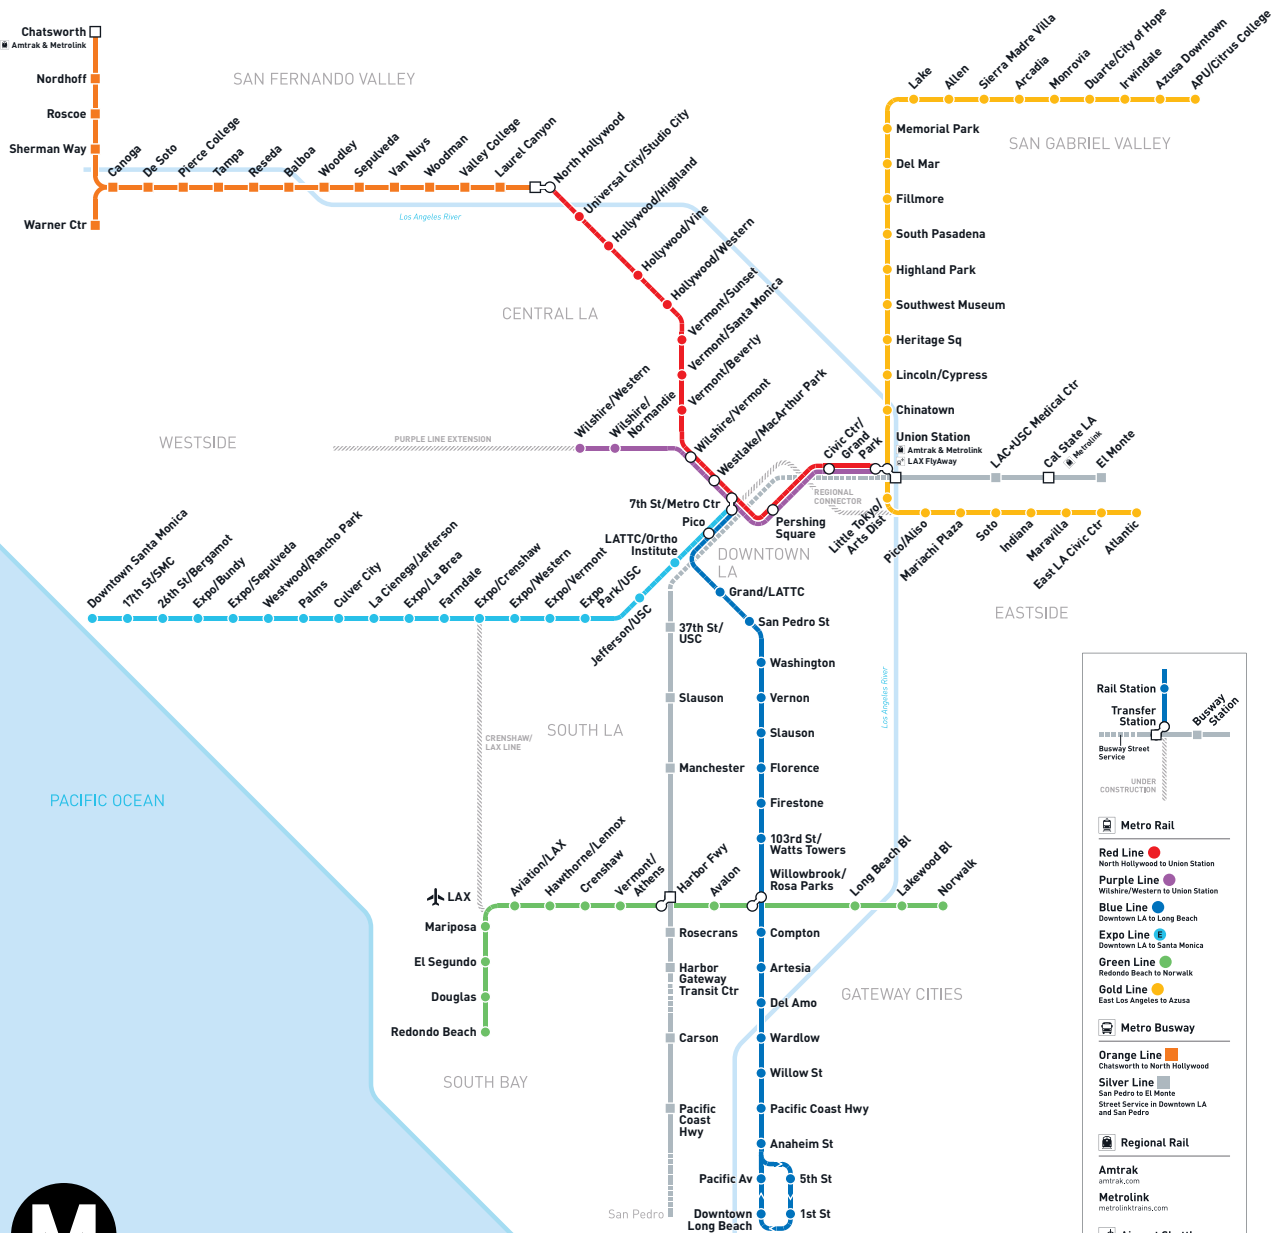 Chatsworth
Amtrak & Metrolink
Nordhoff
Roscoe
Sherman Way
Warner Ctr
SAN FERNANDO VALLEY
Canoga
De Soto
Pierce College
Tampa
Reseda
Balboa
Woodley
Sepulveda
Van Nuys
Woodman
Valley College
Laurel Canyon
North Hollywood
Los Angeles River
Universal City/Studio City
Hollywood/Highland
Hollywood/Vine
Hollywood/Western
Vermont/Sunset
Vermont/Santa Monica
Vermont/Beverly
CENTRAL LA
Lake
Allen
Sierra Madre Villa
Arcadia
Monrovia
Duarte/City of Hope
Irwindale
Azusa Downtown
APU/Citrus College
SAN GABRIEL VALLEY
Memorial Park
Del Mar
Fillmore
South Pasadena
Highland Park
Southwest Museum
Heritage Sq
Lincoln/Cypress
Chinatown
Union Station
Amtrak & Metrolink
LAX FlyAway
WESTSIDE
PURPLE LINE EXTENSION
Wilshire/Western
Wilshire/
Normandie
Wilshire/Vermont
Westlake/MacArthur Park
7th St/Metro Ctr
Pershing
Square
Civic Ctr/
Grand
Park
REGIONAL
CONNECTOR
LAC+USC Medical Ctr
Cal State LA
Metrolink
El Monte
Little Tokyo/
Arts Dist
Pico/Aliso
Mariachi Plaza
Soto
Indiana
Maravilla
East LA Civic Ctr
Atlantic
EASTSIDE
DOWNTOWN
LA
Pico
LATTC/Ortho
Institute
Jefferson/USC
Downtown Santa Monica
17th St/SMC
26th St/Bergamot
Expo/Bundy
Expo/Sepulveda
Westwood/Rancho Park
Palms
Culver City
La Cienega/Jefferson
Expo/La Brea
Farmdale
Expo/Crenshaw
Expo/Western
Expo/Vermont
Expo
Park/USC
Grand/LATTC
San Pedro St
Washington
Vernon
Slauson
Florence
Firestone
103rd St/
Watts Towers
Willowbrook/
Rosa Parks
Compton
Artesia
Del Amo
Wardlow
Willow St
Pacific Coast Hwy
Anaheim St
Pacific Av
5th St
Downtown
Long Beach
1st St
37th St/
USC
Slauson
Manchester
SOUTH LA
CRENSHAW/
LAX LINE
PACIFIC OCEAN
Los Angeles River
LAX
Aviation/LAX
Hawthorne/Lennox
Crenshaw
Vermont/
Athens
Harbor Fwy
Avalon
Long Beach Bl
Lakewood Bl
Norwalk
Mariposa
El Segundo
Douglas
Redondo Beach
SOUTH BAY
Rosecrans
Harbor
Gateway
Transit Ctr
Carson
Pacific
Coast
Hwy
San Pedro
GATEWAY CITIES
Rail Station
Transfer
Station
Busway
Station
Busway Street
Service
UNDER
CONSTRUCTION
Metro Rail
Red Line
North Hollywood to Union Station
Purple Line
Wilshire/Western to Union Station
Blue Line
Downtown LA to Long Beach
Expo Line E
Downtown LA to Santa Monica
Green Line
Redondo Beach to Norwalk
Gold Line
East Los Angeles to Azusa
Metro Busway
Orange Line
Chatsworth to North Hollywood
Silver Line
San Pedro to El Monte
Street Service in Downtown LA
and San Pedro
Regional Rail
Amtrak
amtrak.com
Metrolink
metrolinktrains.com
M